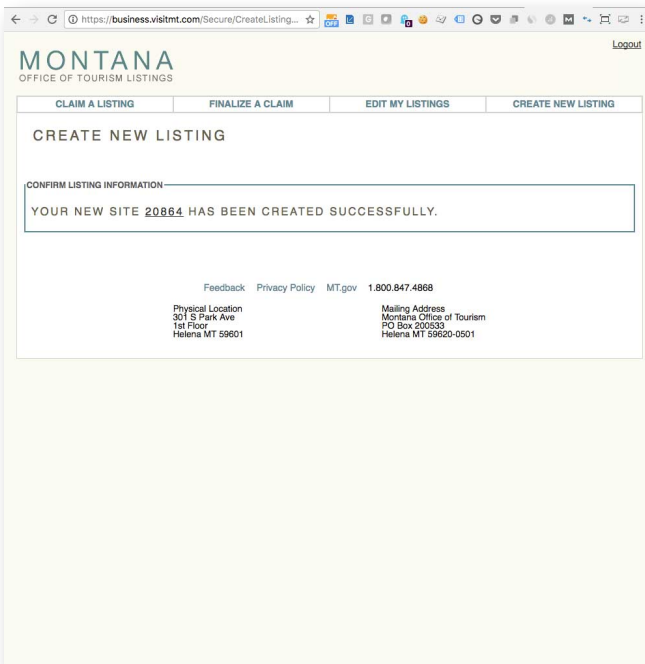 https://business.visitmt.com/Secure/CreateListing...
OFF
0
M
Logout
MONTANA
OFFICE OF TOURISM LISTINGS
CLAIM A LISTING FINALIZE A CLAIM EDIT MY LISTINGS CREATE NEW LISTING
CREATE NEW LISTING
CONFIRM LISTING INFORMATION
YOUR NEW SITE 20864 HAS BEEN CREATED SUCCESSFULLY.
Feedback Privacy Policy MT.gov 1.800.847.4868
Physical Location
301 S Park Ave
1st Floor
Helena MT 59601
Mailing Address
Montana Office of Tourism
PO Box 200533
Helena MT 59620-0501